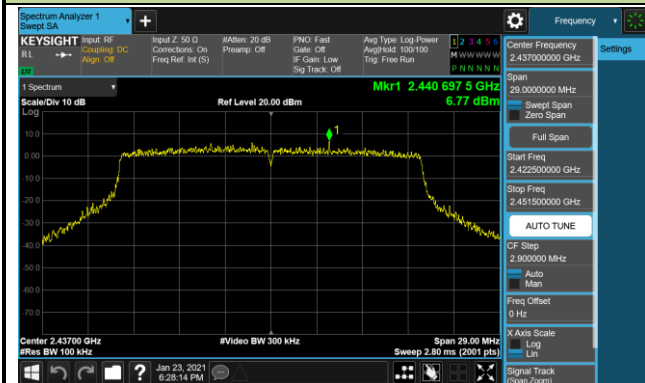 Spectrum Analyzer 1
Swept SA
Frequency
KEYSIGHT
RL
Input: RF
Coupling: DC
Align: Off
Input Z: 50 Ω
Corrections: On
Freq Ref: Int (S)
#Atten: 20 dB
Preamp: Off
PNO: Fast
Gate: Off
IF Gain: Low
Sig Track: Off
Avg Type: Log-Power
Avg|Hold: 100/100
Trig: Free Run
1 2 3 4 5 6
M W W W W W
P N N N N N
1 Spectrum
Scale/Div 10 dB
Ref Level 20.00 dBm
Mkr1 2.440 697 5 GHz
6.77 dBm
Log
10.0
0.00
-10.0
-20.0
-30.0
-40.0
-50.0
-60.0
-70.0
1
Center 2.43700 GHz
#Res BW 100 kHz
#Video BW 300 kHz
Span 29.00 MHz
Sweep 2.80 ms (2001 pts)
Jan 23, 2021
6:28:14 PM
Center Frequency
2.437000000 GHz
Span
29.0000000 MHz
Swept Span
Zero Span
Full Span
Start Freq
2.422500000 GHz
Stop Freq
2.451500000 GHz
AUTO TUNE
CF Step
2.900000 MHz
Auto
Man
Freq Offset
0 Hz
X Axis Scale
Log
Lin
Signal Track
(Span Zoom)
Settings